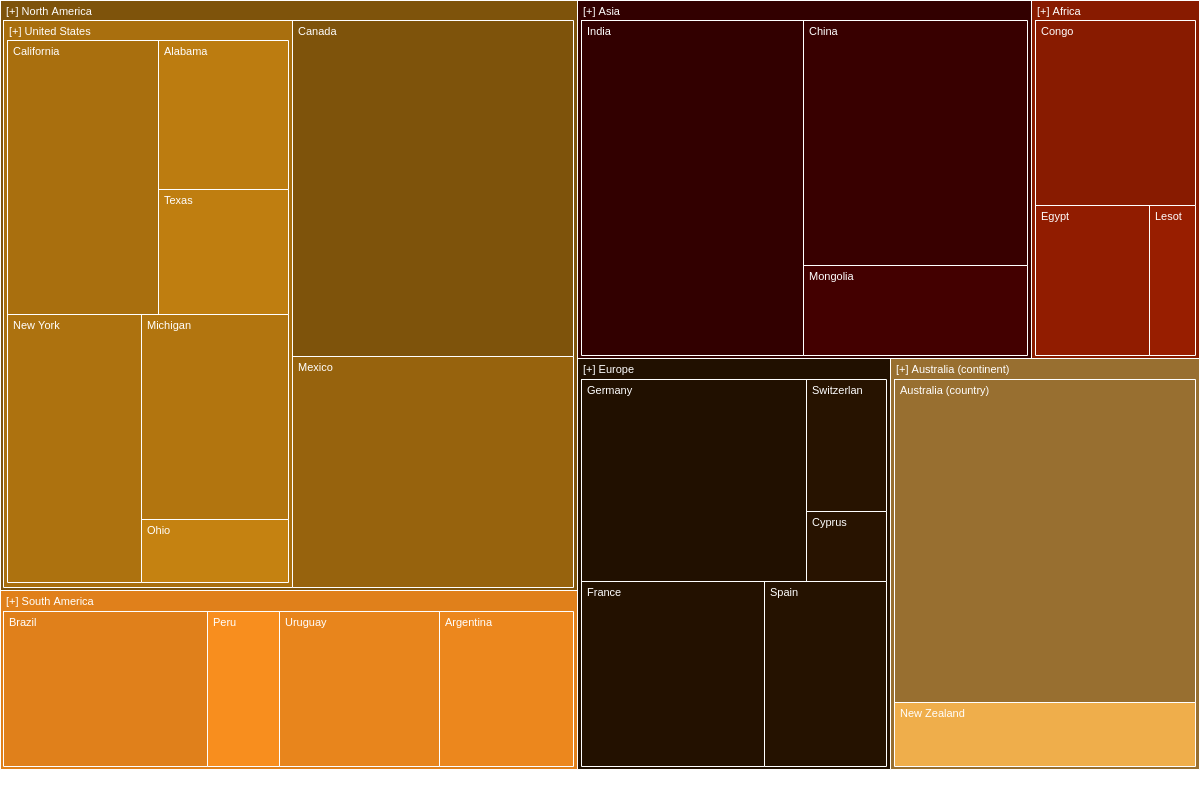 [+] North America
[+] United States
California
Alabama
Texas
New York
Michigan
Ohio
Canada
Mexico
[+] South America
Brazil
Peru
Uruguay
Argentina
[+] Asia
India
China
Mongolia
[+] Africa
Congo
Egypt
Lesot
[+] Europe
Germany
Switzerlan
Cyprus
France
Spain
[+] Australia (continent)
Australia (country)
New Zealand